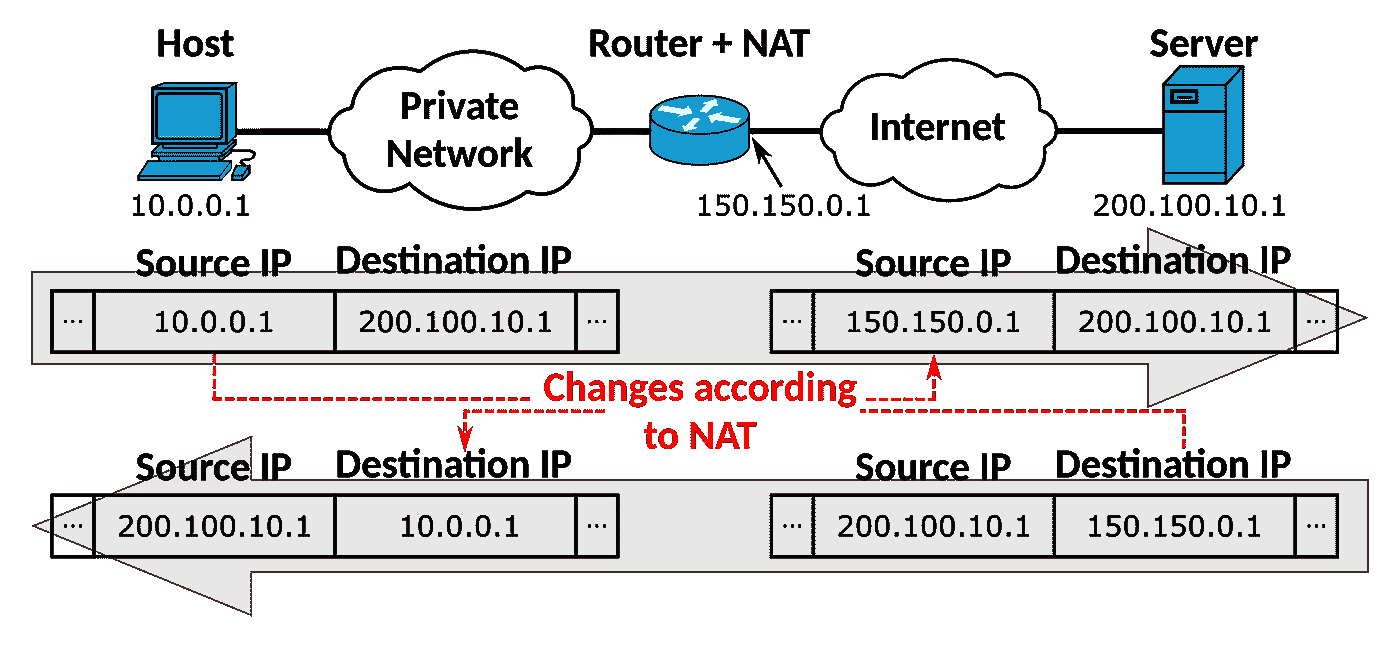 Host
Router + NAT
Server
Private
Network
Internet
10.0.0.1
150.150.0.1
200.100.10.1
Source IP Destination IP
Source IP Destination IP
... 10.0.0.1 200.100.10.1 ...
... 150.150.0.1 200.100.10.1 ...
Changes according
to NAT
Source IP Destination IP
Source IP Destination IP
... 200.100.10.1 10.0.0.1 ...
... 200.100.10.1 150.150.0.1 ...